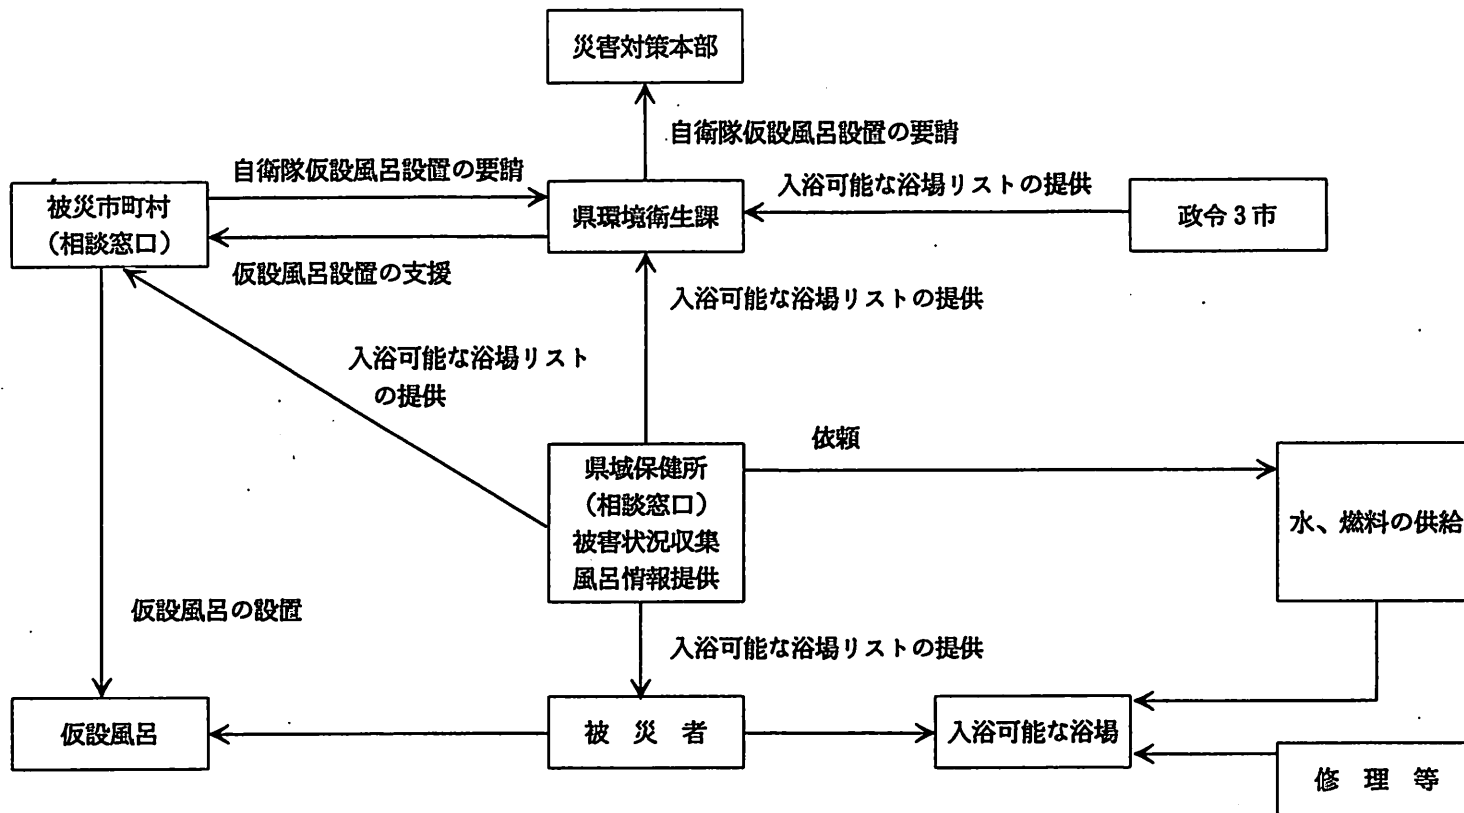 災害対策本部
自衛隊仮設風呂設置の要請
自衛隊仮設風呂設置の要請
入浴可能な浴場リストの提供
被災市町村
（相談窓口）
県環境衛生課
政令3市
仮設風呂設置の支援
入浴可能な浴場リストの提供
入浴可能な浴場リスト
の提供
依頼
県域保健所
（相談窓口）
被害状況収集
風呂情報提供
水、燃料の供給
仮設風呂の設置
入浴可能な浴場リストの提供
仮設風呂
被 災 者
入浴可能な浴場
修 理 等